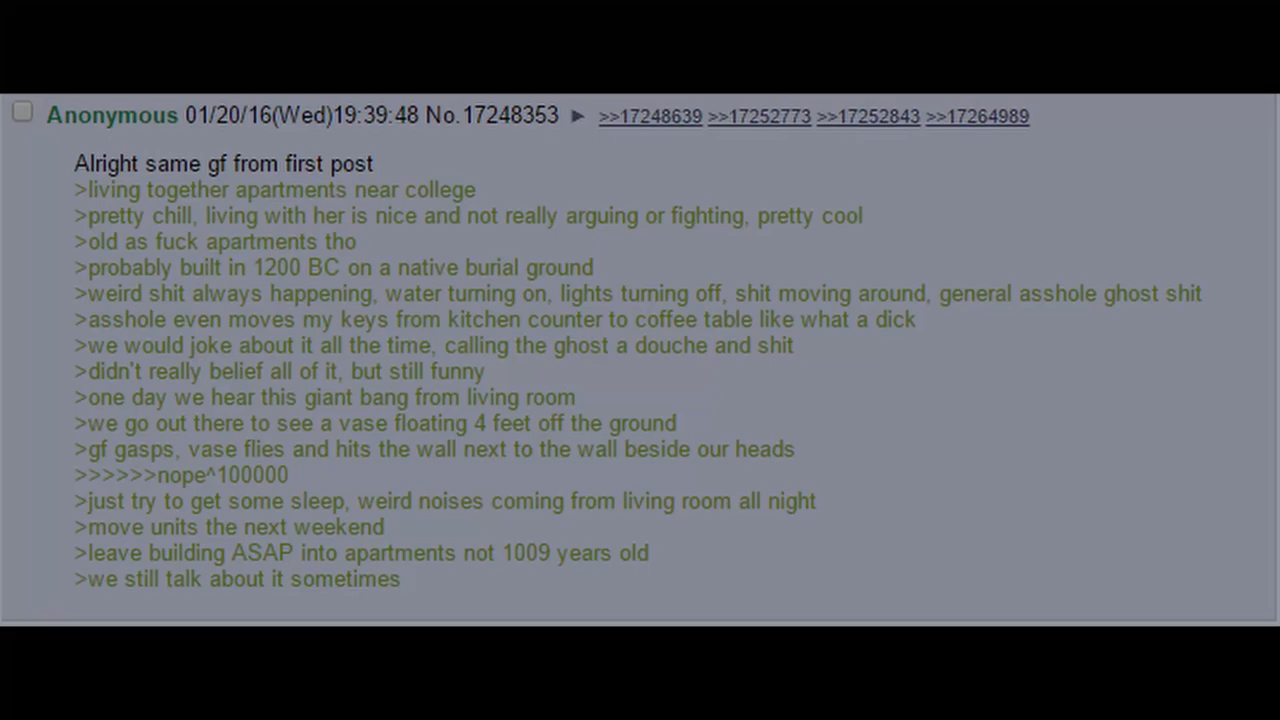 Anonymous 01/20/16(Wed)19:39:48 No.17248353 ▶ >>17248639 >>17252773 >>17252843 >>17264989
Alright same gf from first post
>living together apartments near college
>pretty chill, living with her is nice and not really arguing or fighting, pretty cool
>old as fuck apartments tho
>probably built in 1200 BC on a native burial ground
>weird shit always happening, water turning on, lights turning off, shit moving around, general asshole ghost shit
>asshole even moves my keys from kitchen counter to coffee table like what a dick
>we would joke about it all the time, calling the ghost a douche and shit
>didn't really belief all of it, but still funny
>one day we hear this giant bang from living room
>we go out there to see a vase floating 4 feet off the ground
>gf gasps, vase flies and hits the wall next to the wall beside our heads
>>>>>>nope^100000
>just try to get some sleep, weird noises coming from living room all night
>move units the next weekend
>leave building ASAP into apartments not 1009 years old
>we still talk about it sometimes